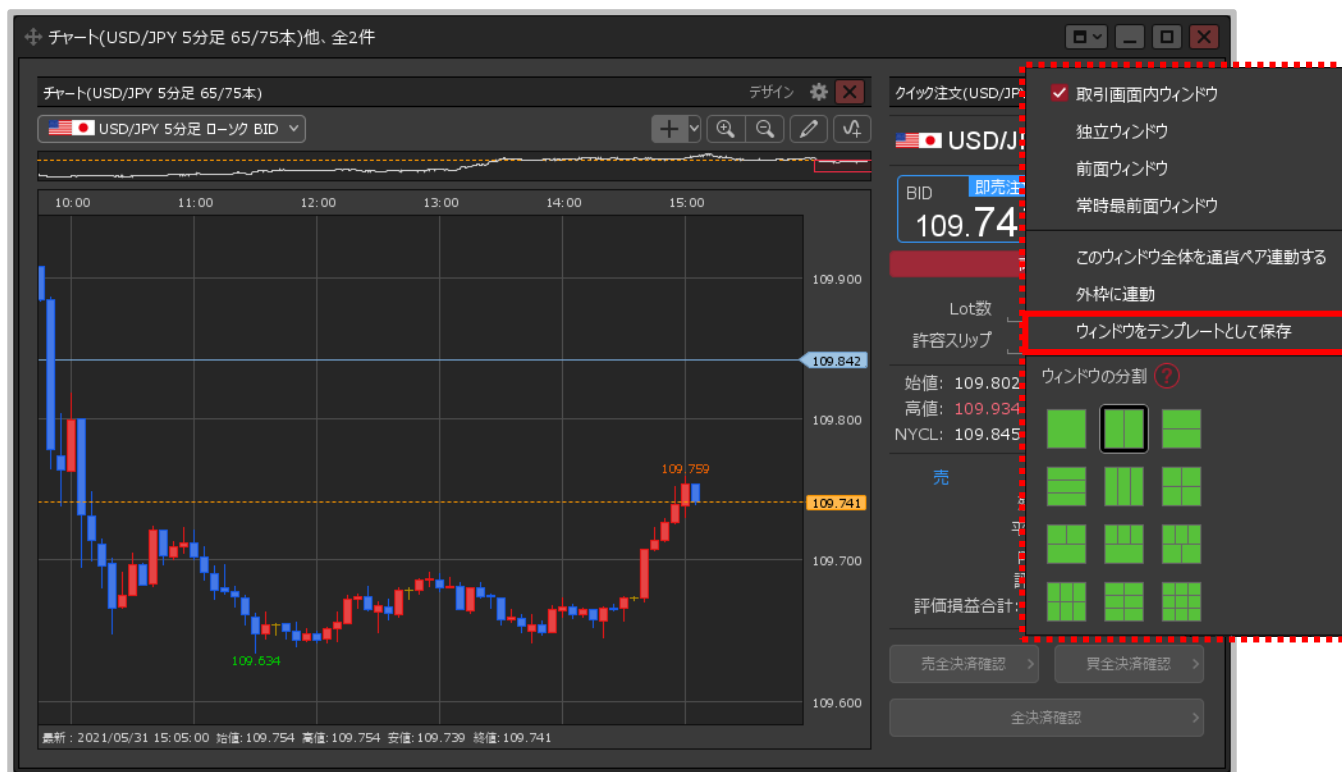 チャート(USD/JPY 5分足 65/75本)他、全2件
チャート(USD/JPY 5分足 65/75本)
デザイン
USD/JPY 5分足 ローソク BID
10:00 11:00 12:00 13:00 14:00 15:00
109.900
109.842
109.800
109.759
109.741
109.700
109.634
109.600
最新 : 2021/05/31 15:05:00 始値:109.754 高値:109.754 安値:109.739 終値:109.741
クイック注文(USD/JP
USD/J
BID
即売注
109.74
Lot数
許容スリップ
始値: 109.802
高値: 109.934
NYCL: 109.845
売
評価損益合計:
売全決済確認
買全決済確認
全決済確認
取引画面内ウィンドウ
独立ウィンドウ
前面ウィンドウ
常時最前面ウィンドウ
このウィンドウ全体を通貨ペア連動する
外枠に連動
ウィンドウをテンプレートとして保存
ウィンドウの分割 ?